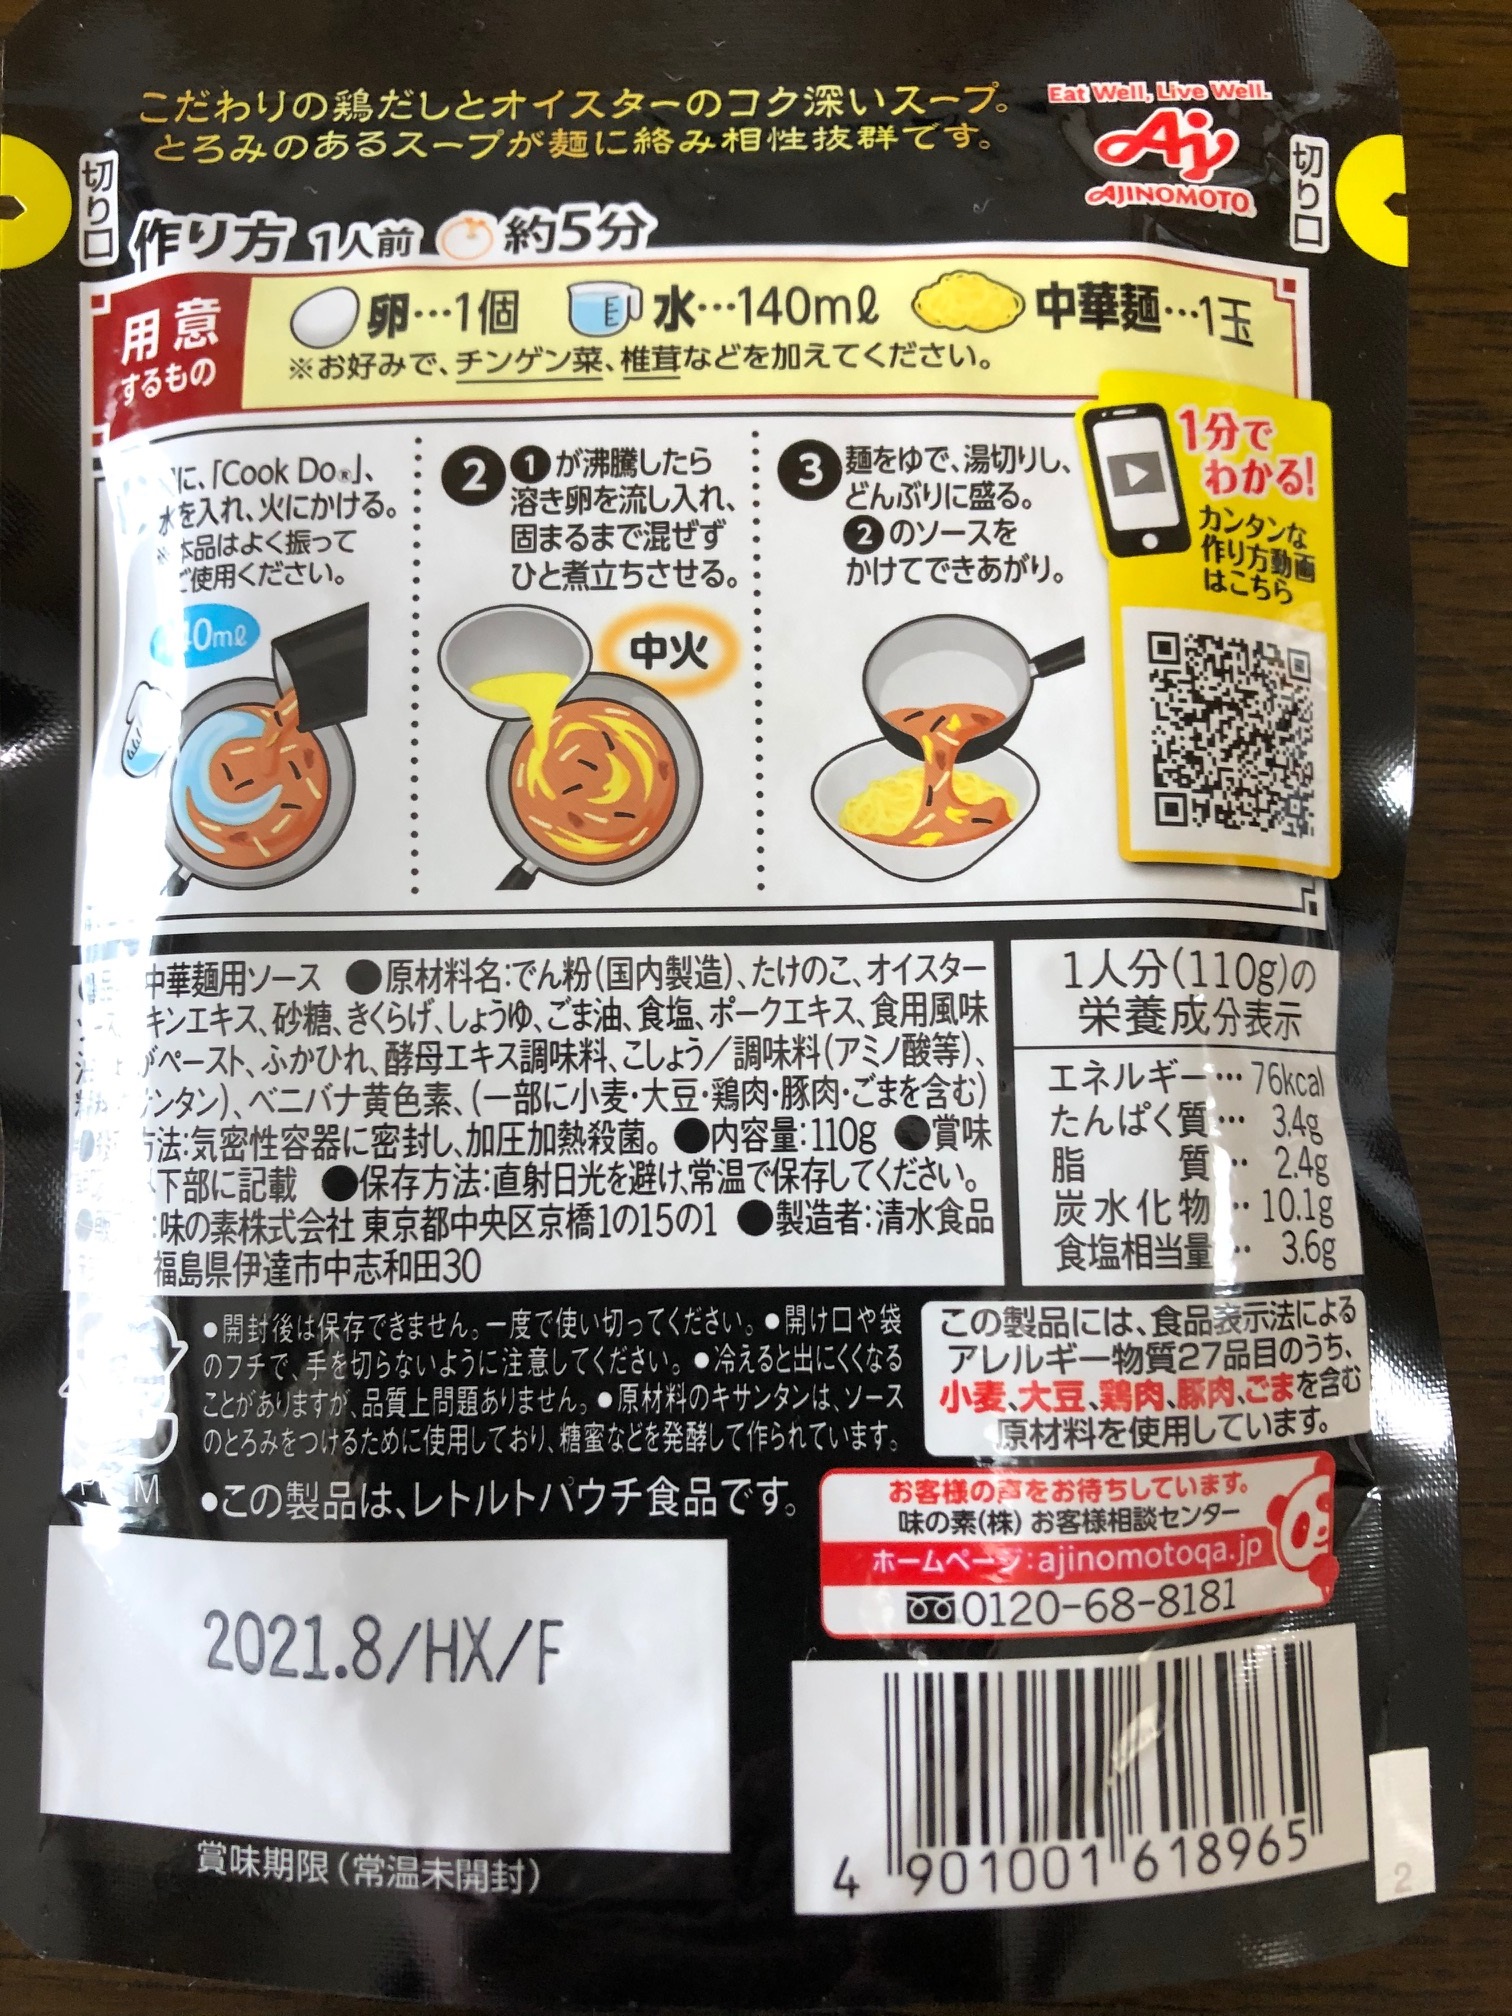 こだわりの鶏だしとオイスターのコク深いスープ。
とろみのあるスープが麺に絡み相性抜群です。
Eat Well, Live Well.
AJINOMOTO
切り口
切り口
作り方 1人前 約5分
用意
するもの
卵…1個 水…140mℓ 中華麺…1玉
※お好みで、チンゲン菜、椎茸などを加えてください。
に、「Cook Do®」、
水を入れ、火にかける。
※本品はよく振って
ご使用ください。
0mℓ
2 1が沸騰したら
溶き卵を流し入れ、
固まるまで混ぜず
ひと煮立ちさせる。
中火
3 麺をゆで、湯切りし、
どんぶりに盛る。
2のソースを
かけてできあがり。
1分で
わかる!
カンタンな
作り方動画
はこちら
中華麺用ソース ●原材料名:でん粉(国内製造)、たけのこ、オイスター
キンエキス、砂糖、きくらげ、しょうゆ、ごま油、食塩、ポークエキス、食用風味
がペースト、ふかひれ、酵母エキス調味料、こしょう/調味料(アミノ酸等)、
サンタン)、ベニバナ黄色素、(一部に小麦・大豆・鶏肉・豚肉・ごまを含む)
方法:気密性容器に密封し、加圧加熱殺菌。 ●内容量:110g ●賞味
下部に記載 ●保存方法:直射日光を避け、常温で保存してください。
:味の素株式会社 東京都中央区京橋1の15の1 ●製造者:清水食品
福島県伊達市中志和田30
1人分(110g)の
栄養成分表示
エネルギー… 76kcal
たんぱく質… 3.4g
脂質… 2.4g
炭水化物… 10.1g
食塩相当量… 3.6g
●開封後は保存できません。一度で使い切ってください。●開け口や袋
のフチで、手を切らないように注意してください。●冷えると出にくくなる
ことがありますが、品質上問題ありません。●原材料のキサンタンは、ソース
のとろみをつけるために使用しており、糖蜜などを発酵して作られています。
●この製品は、レトルトパウチ食品です。
この製品には、食品表示法による
アレルギー物質27品目のうち、
小麦、大豆、鶏肉、豚肉、ごまを含む
原材料を使用しています。
お客様の声をお待ちしています。
味の素(株) お客様相談センター
ホームページ:ajinomotoqa.jp
0120-68-8181
2021.8/HX/F
賞味期限(常温未開封)
4 901001 618965
2